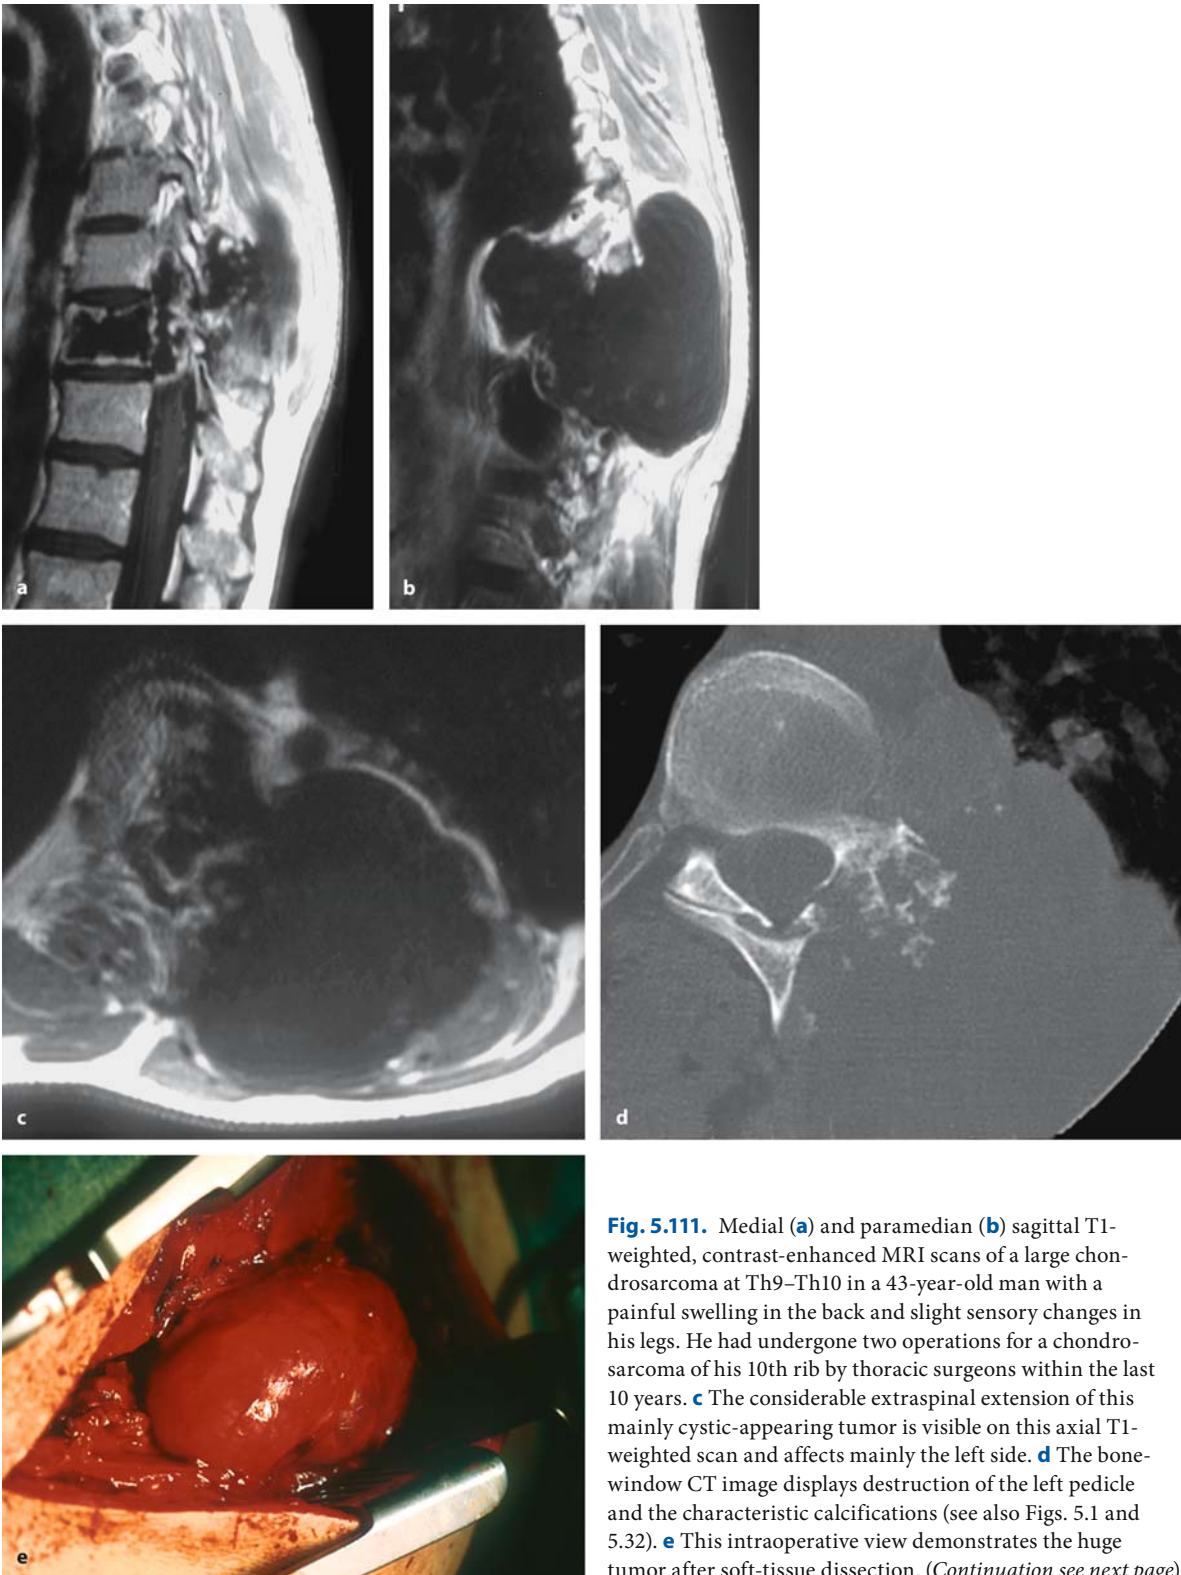 a
b
c
d
e
Fig. 5.111. Medial (a) and paramedian (b) sagittal T1-
weighted, contrast-enhanced MRI scans of a large chon-
drosarcoma at Th9–Th10 in a 43-year-old man with a
painful swelling in the back and slight sensory changes in
his legs. He had undergone two operations for a chondro-
sarcoma of his 10th rib by thoracic surgeons within the last
10 years. c The considerable extraspinal extension of this
mainly cystic-appearing tumor is visible on this axial T1-
weighted scan and affects mainly the left side. d The bone-
window CT image displays destruction of the left pedicle
and the characteristic calcifications (see also Figs. 5.1 and
5.32). e This intraoperative view demonstrates the huge
tumor after soft-tissue dissection. (Continuation see next page)